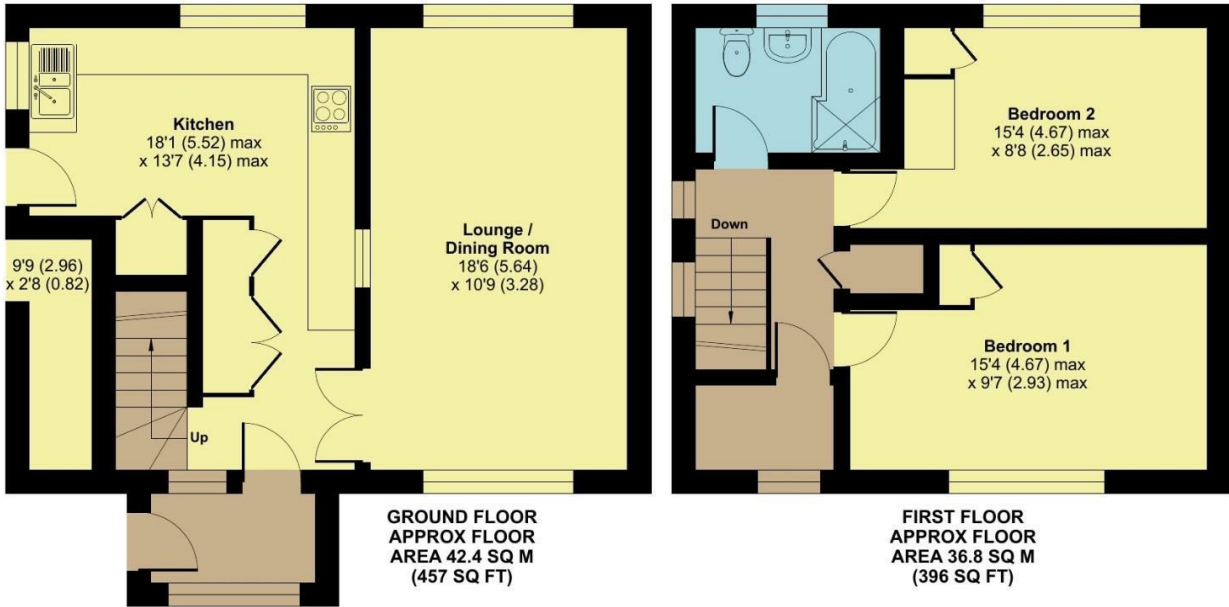 Kitchen
18'1 (5.52) max
x 13'7 (4.15) max
9'9 (2.96)
x 2'8 (0.82)
Up
Lounge /
Dining Room
18'6 (5.64)
x 10'9 (3.28)
GROUND FLOOR
APPROX FLOOR
AREA 42.4 SQ M
(457 SQ FT)
Bedroom 2
15'4 (4.67) max
x 8'8 (2.65) max
Down
Bedroom 1
15'4 (4.67) max
x 9'7 (2.93) max
FIRST FLOOR
APPROX FLOOR
AREA 36.8 SQ M
(396 SQ FT)